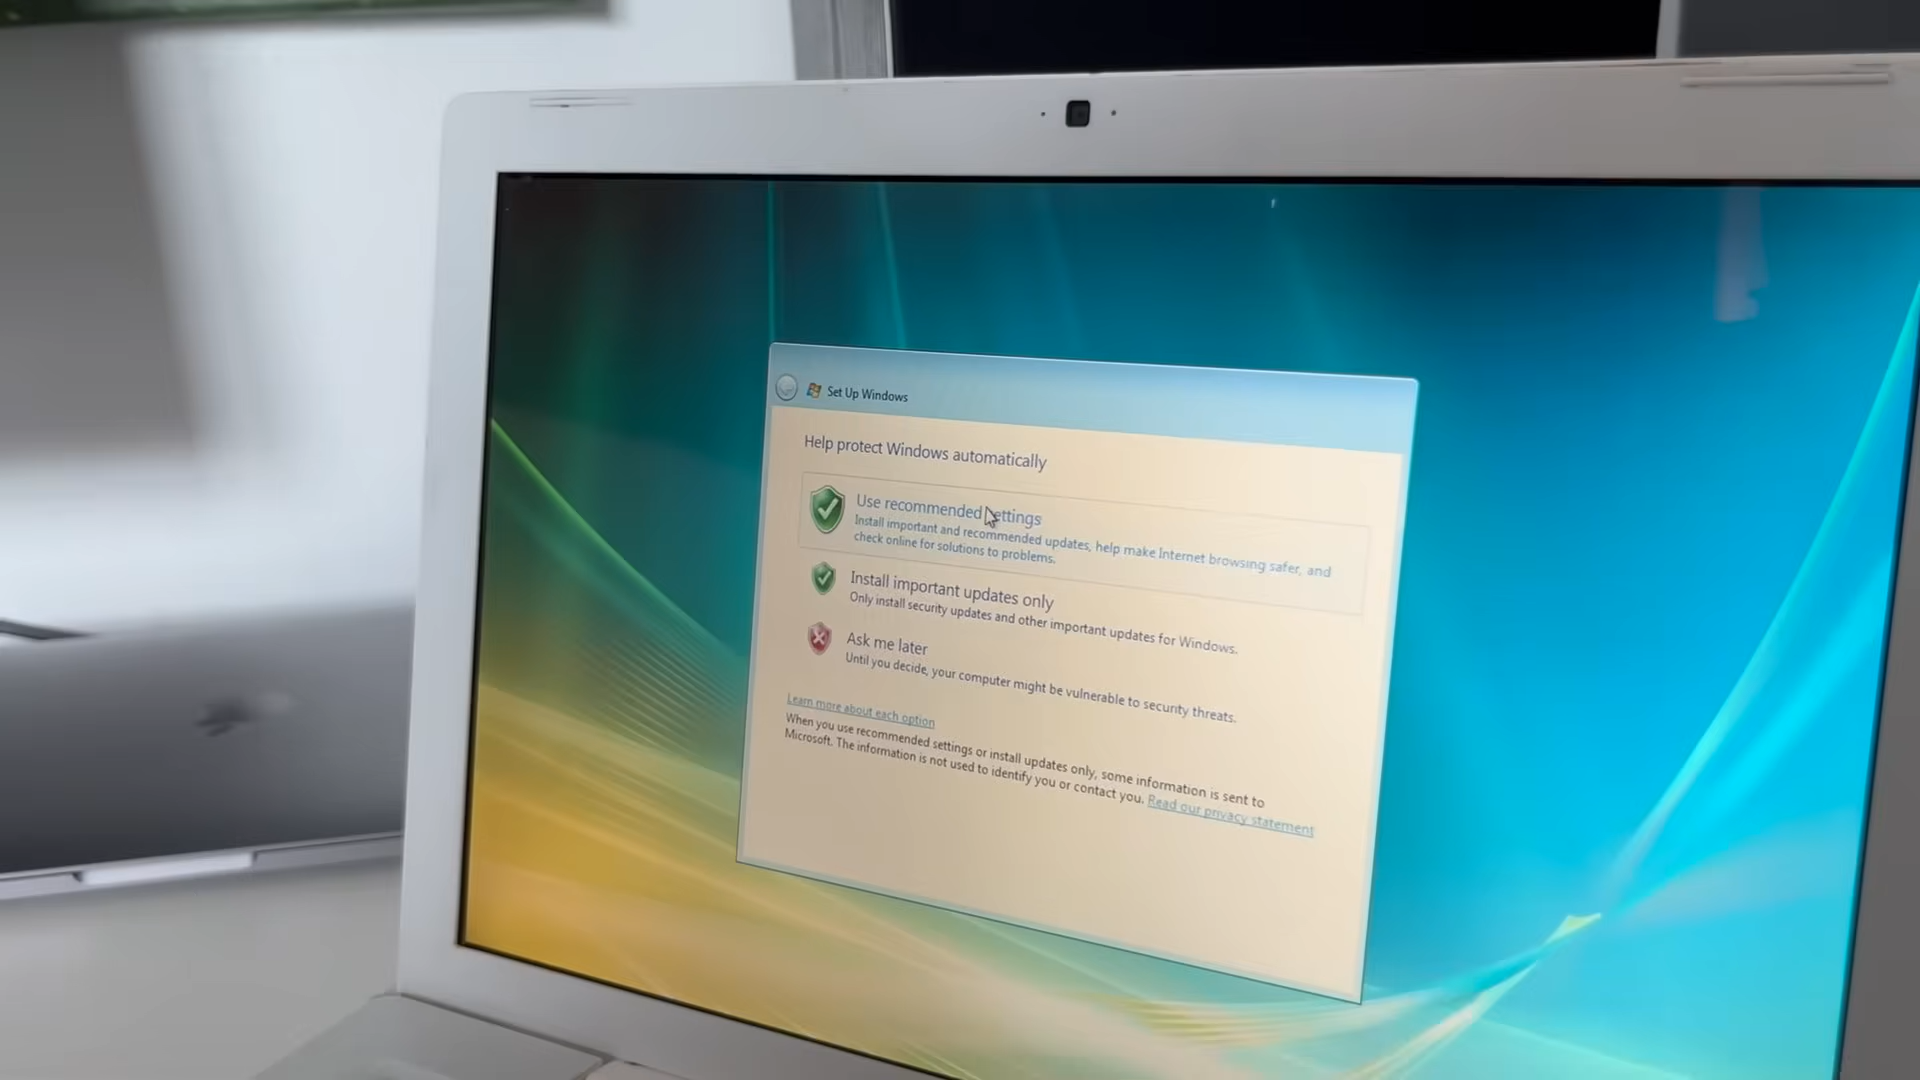 Set Up Windows
Help protect Windows automatically
Use recommended settings
Install important and recommended updates, help make Internet browsing safer, and
check online for solutions to problems.
Install important updates only
Only install security updates and other important updates for Windows.
Ask me later
Until you decide, your computer might be vulnerable to security threats.
Learn more about each option
When you use recommended settings or install updates only, some information is sent to
Microsoft. The information is not used to identify you or contact you. Read our privacy statement